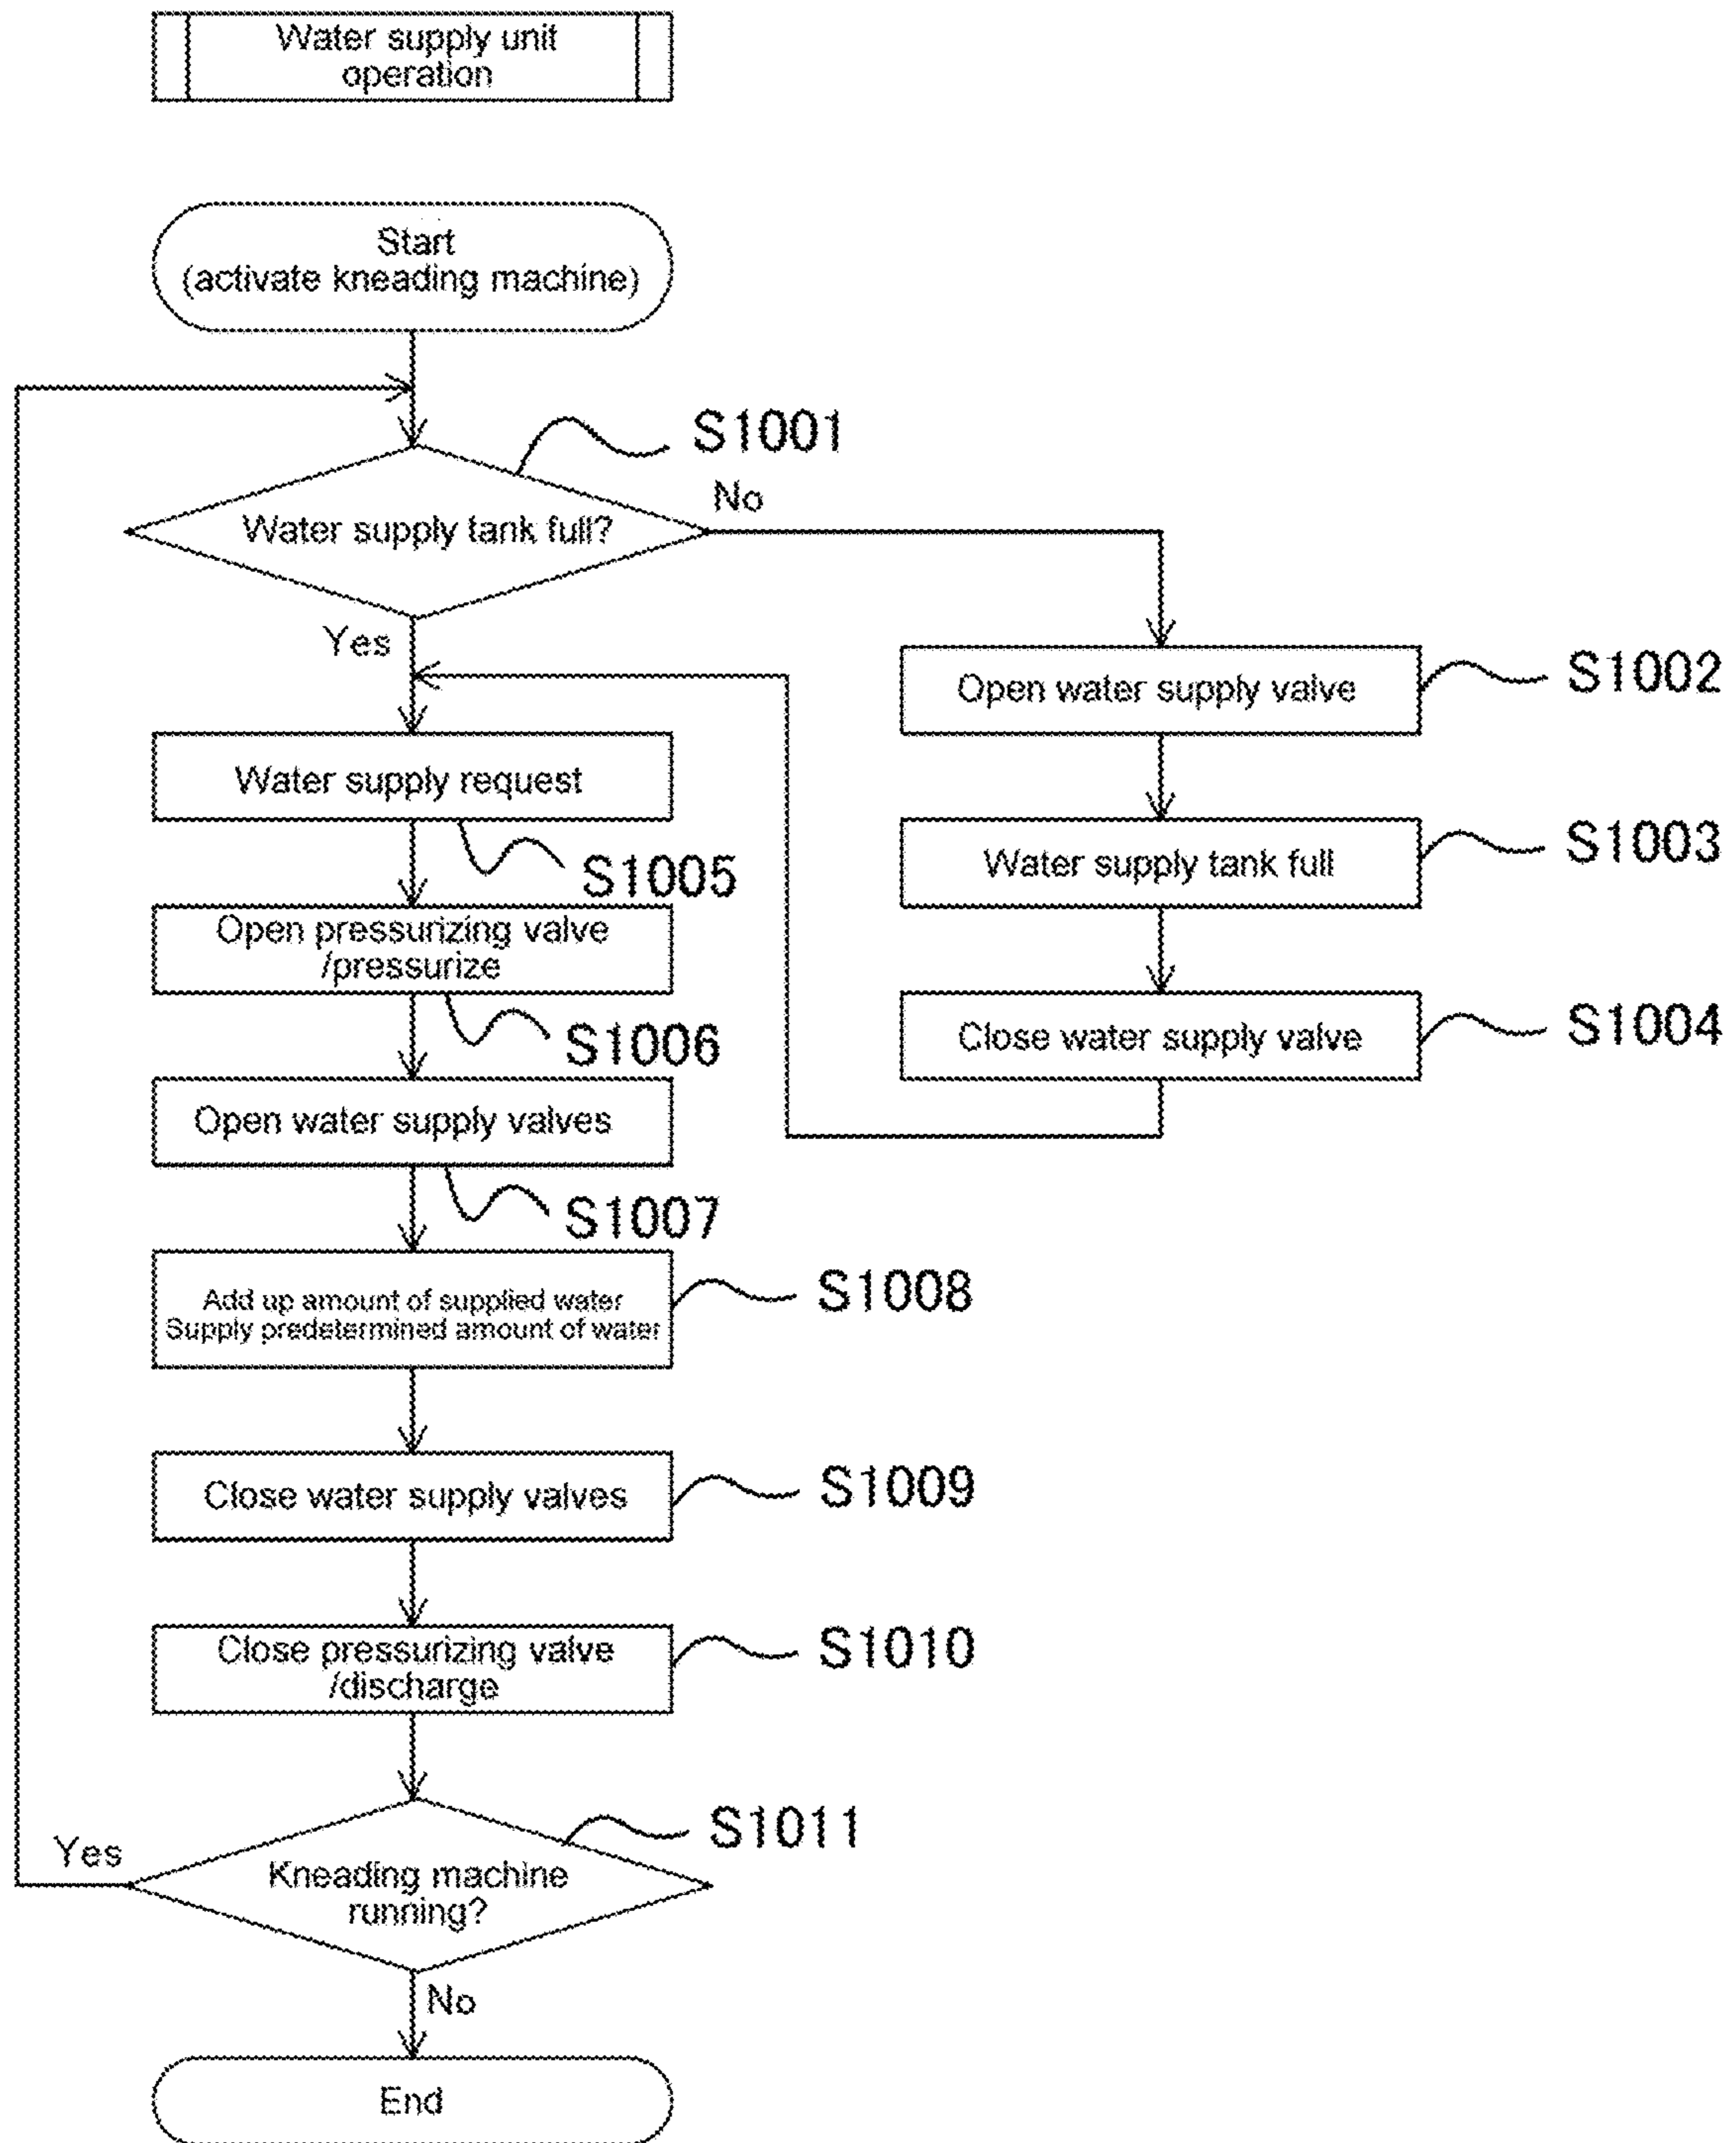 Water supply unit
operation
Start
(activate kneading machine)
S1001
No
Water supply tank full?
Yes
Open water supply valve
S1002
Water supply request
S1005
Water supply tank full
S1003
Open pressurizing valve
/pressurize
S1006
Close water supply valve
S1004
Open water supply valves
S1007
Add up amount of supplied water
Supply predetermined amount of water
S1008
Close water supply valves
S1009
Close pressurizing valve
/discharge
S1010
S1011
Yes
Kneading machine
running?
No
End